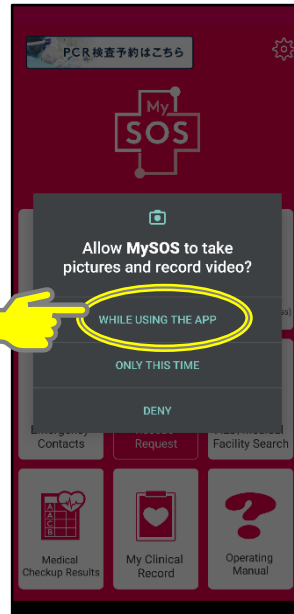 PCR検査予約はこちら
My
SOS
Allow MySOS to take
pictures and record video?
WHILE USING THE APP
ONLY THIS TIME
DENY
Contacts
Request
Facility Search
Medical
Checkup Results
My Clinical
Record
Operating
Manual